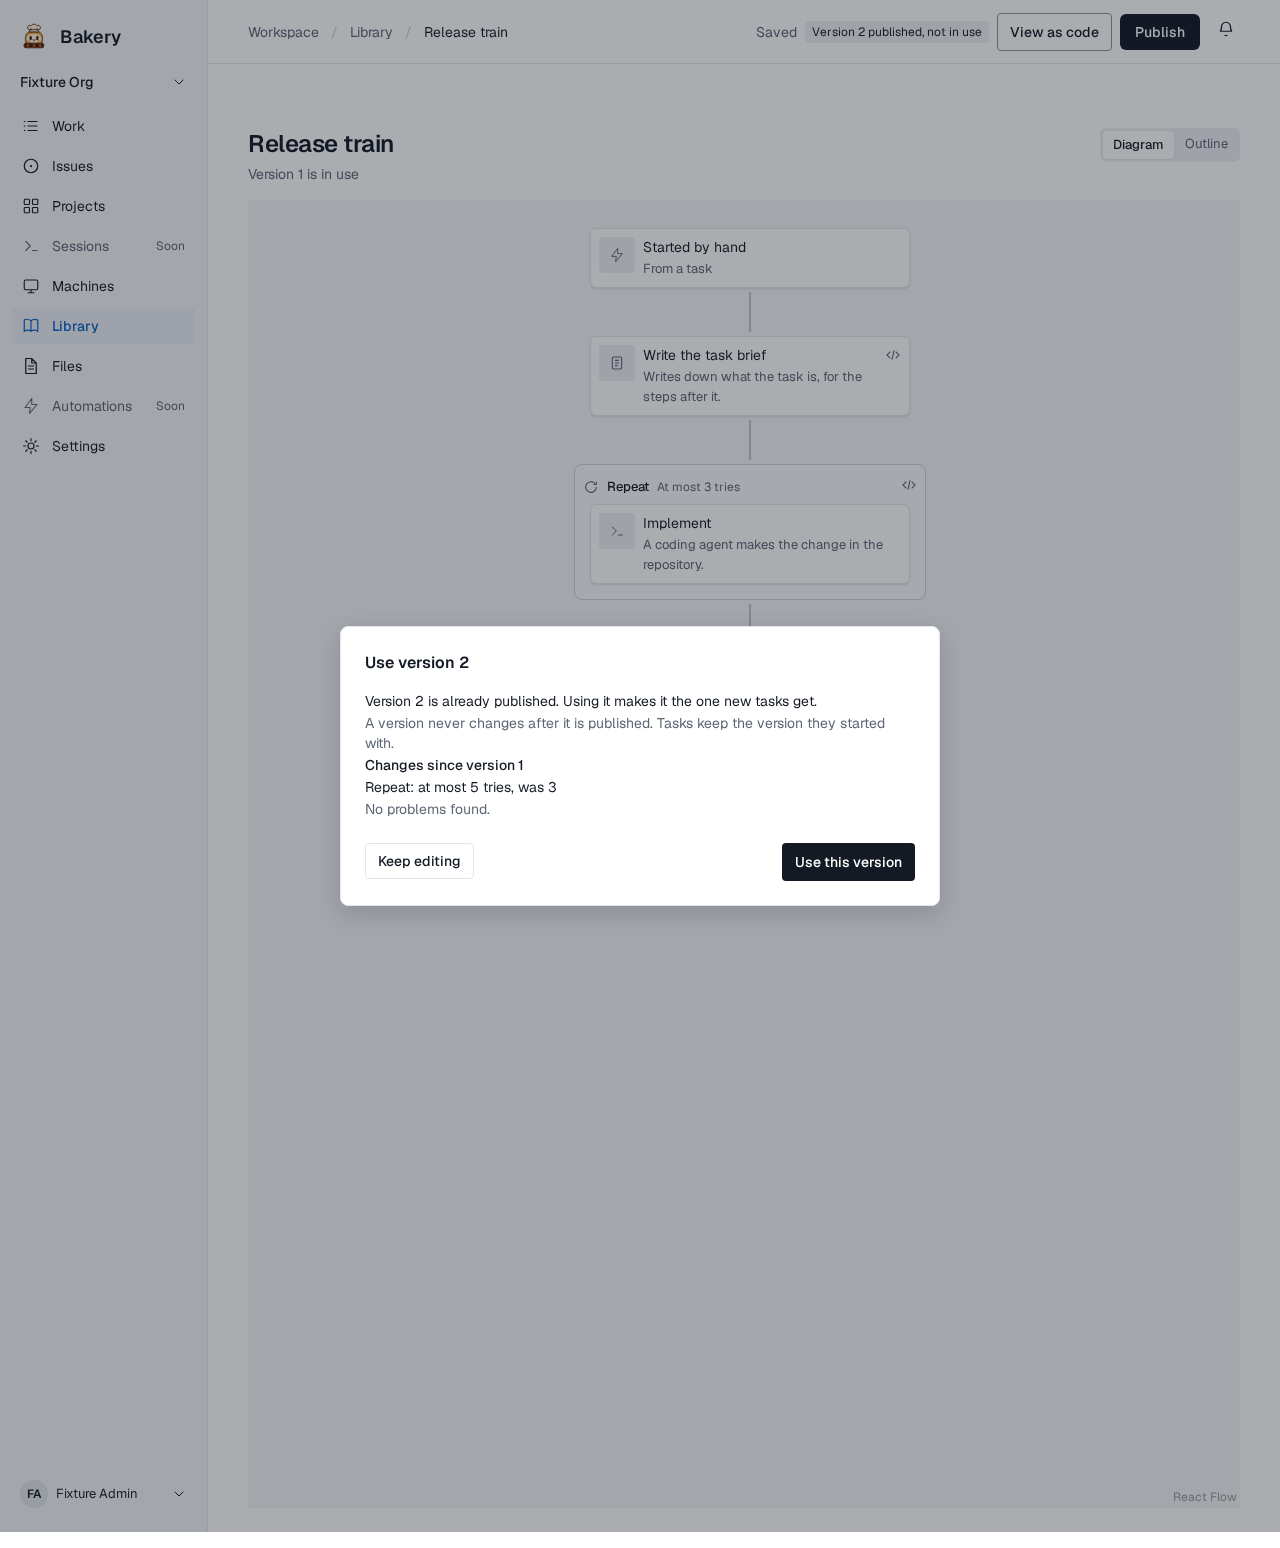 Bakery
Workspace / Library / Release train
Saved
Version 2 published, not in use
View as code
Publish
Fixture Org
Work
Issues
Projects
Sessions Soon
Machines
Library
Files
Automations Soon
Settings
Release train
Version 1 is in use
Diagram
Outline
Started by hand
From a task
Write the task brief
Writes down what the task is, for the
steps after it.
Repeat At most 3 tries
Implement
A coding agent makes the change in the
repository.
Use version 2
Version 2 is already published. Using it makes it the one new tasks get.
A version never changes after it is published. Tasks keep the version they started
with.
Changes since version 1
Repeat: at most 5 tries, was 3
No problems found.
Keep editing
Use this version
FA Fixture Admin
React Flow